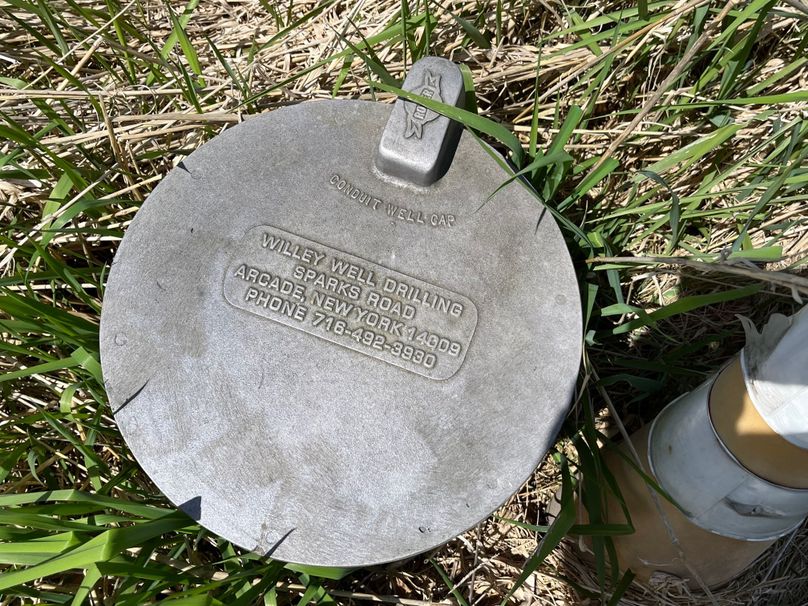 CONDUIT WELL CAP
WILLEY WELL DRILLING
SPARKS ROAD
ARCADE, NEW YORK 14009
PHONE 716-492-3930